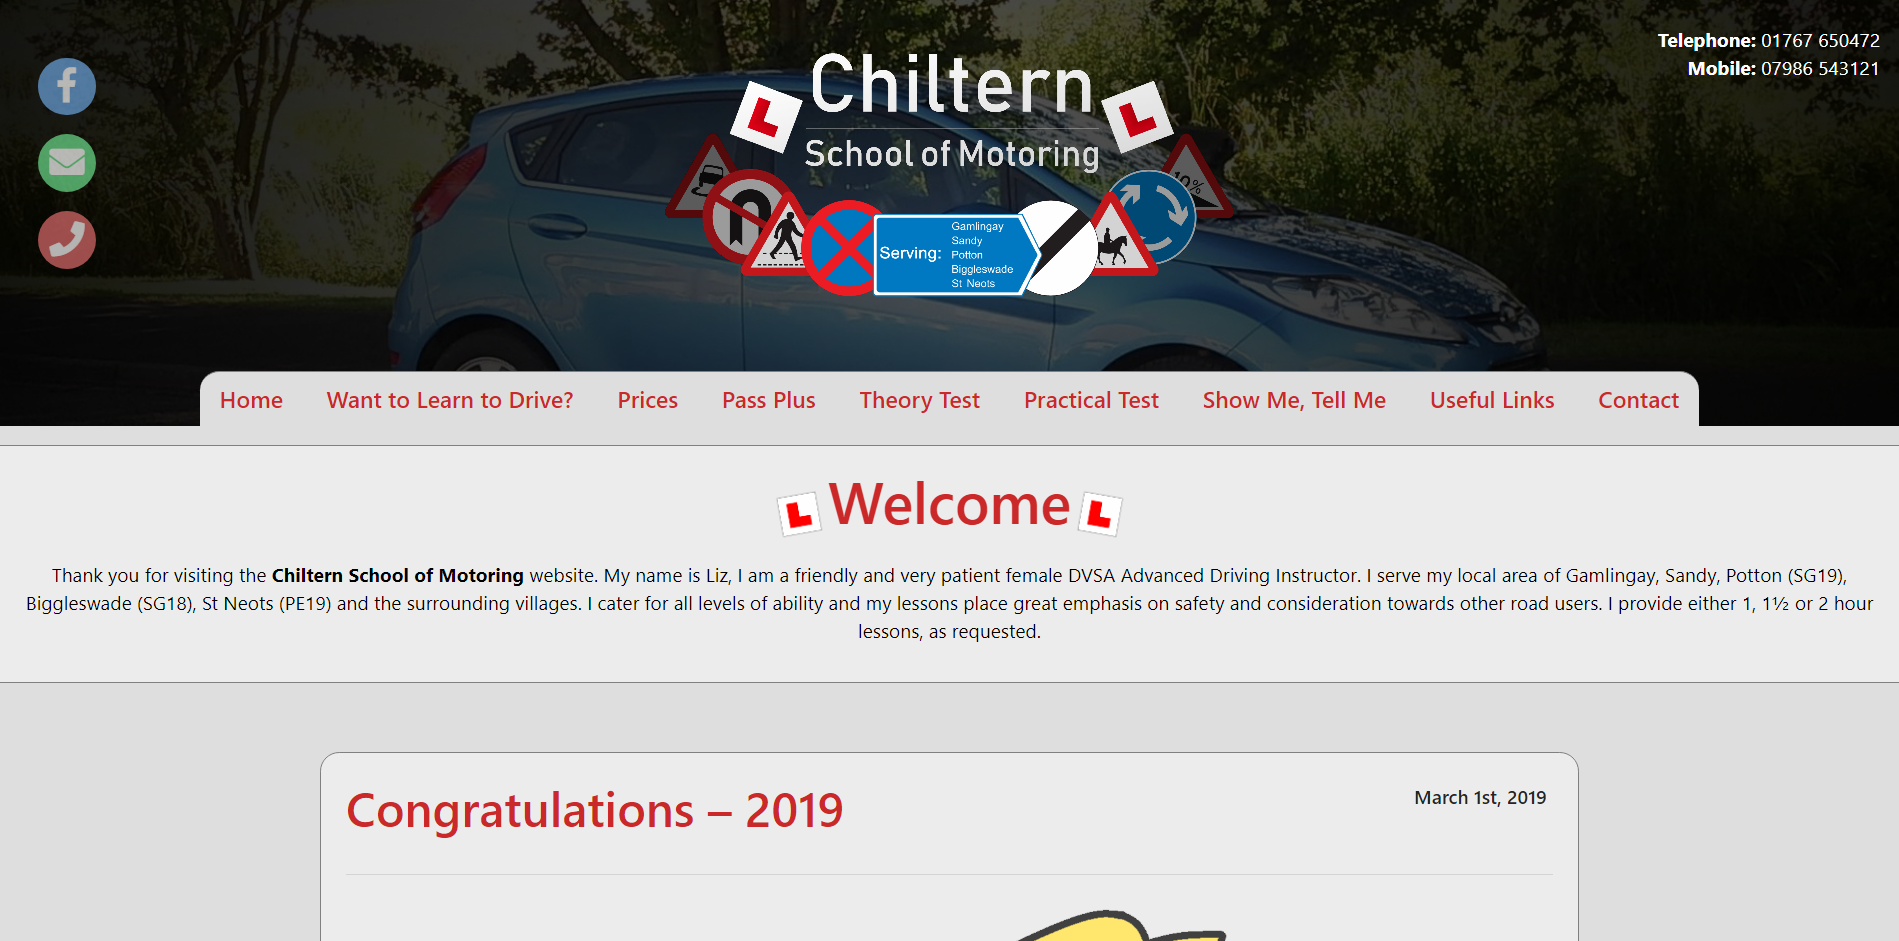 Telephone: 01767 650472
Mobile: 07986 543121
Chiltern
School of Motoring
10%
Serving:
Gamlingay
Sandy
Potton
Biggleswade
St Neots
Home
Want to Learn to Drive?
Prices
Pass Plus
Theory Test
Practical Test
Show Me, Tell Me
Useful Links
Contact
L Welcome L
Thank you for visiting the Chiltern School of Motoring website. My name is Liz, I am a friendly and very patient female DVSA Advanced Driving Instructor. I serve my local area of Gamlingay, Sandy, Potton (SG19),
Biggleswade (SG18), St Neots (PE19) and the surrounding villages. I cater for all levels of ability and my lessons place great emphasis on safety and consideration towards other road users. I provide either 1, 1½ or 2 hour
lessons, as requested.
Congratulations – 2019
March 1st, 2019